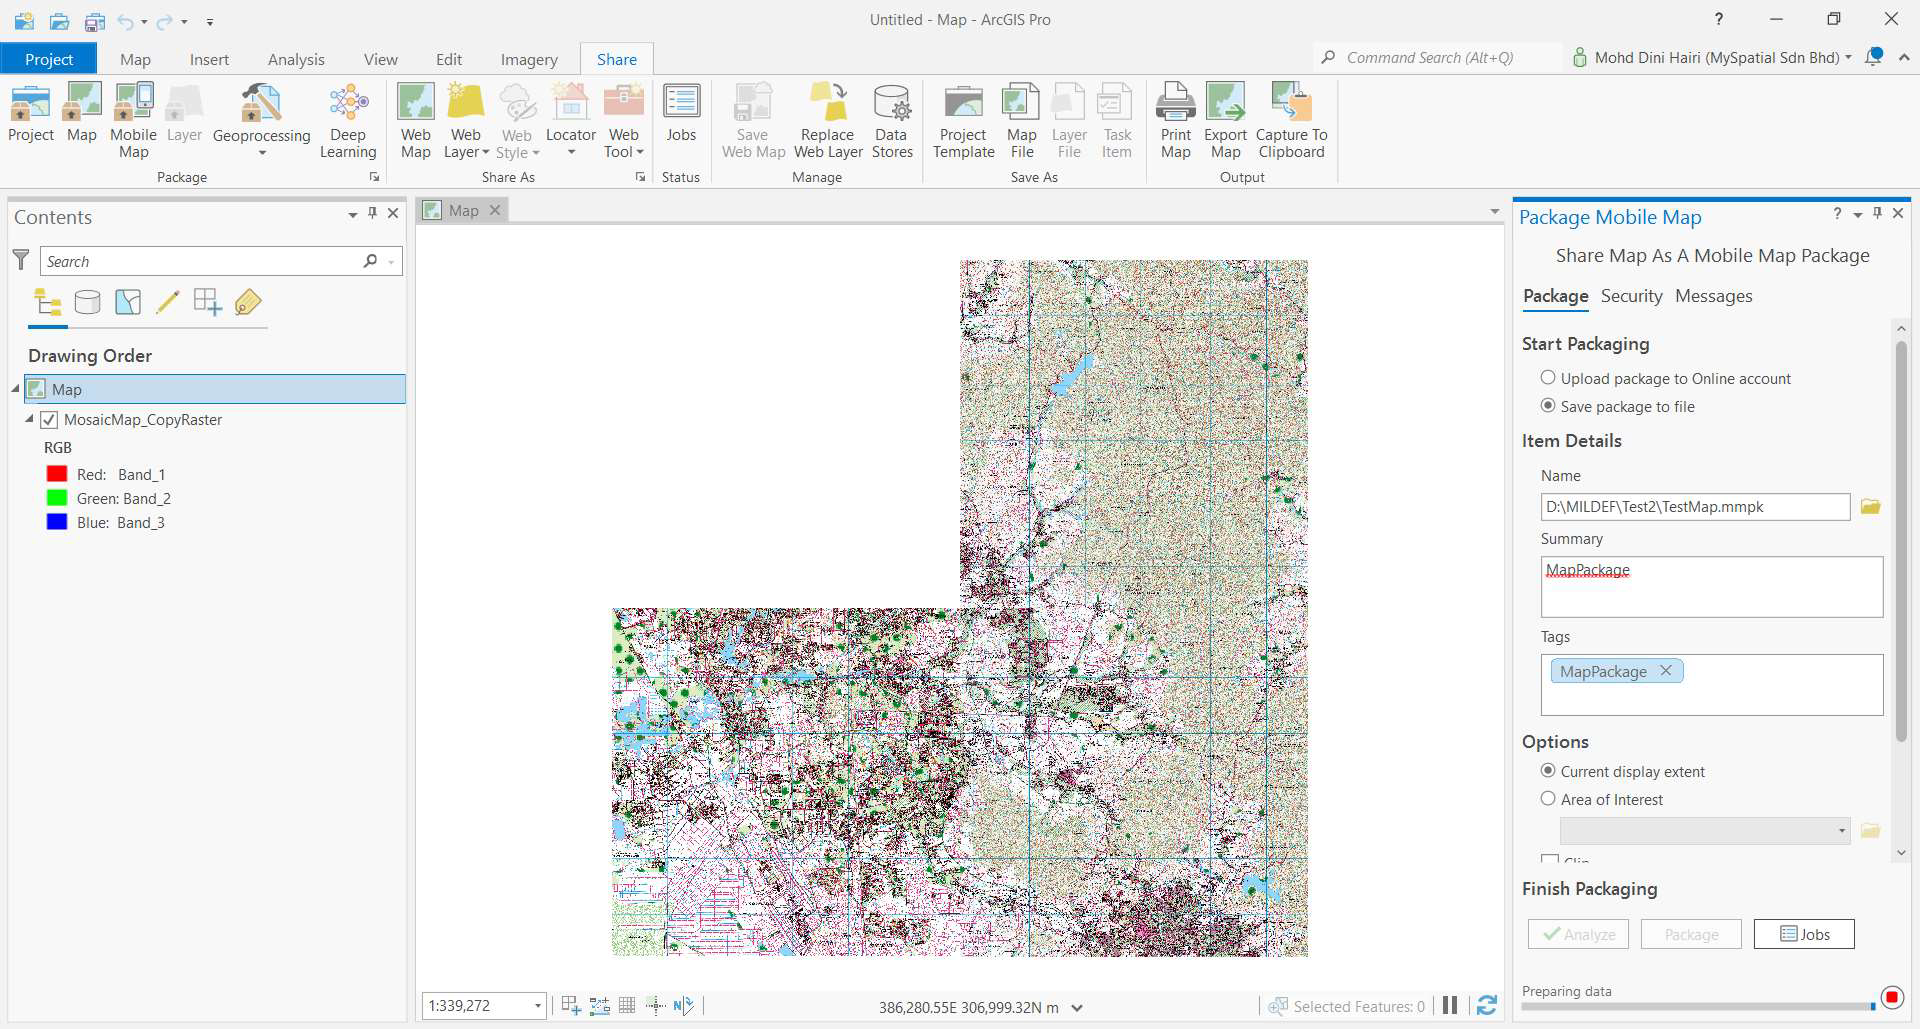 Untitled - Map - ArcGIS Pro
?
Project
Map
Insert
Analysis
View
Edit
Imagery
Share
Command Search (Alt+Q)
Mohd Dini Hairi (MySpatial Sdn Bhd)
Project
Map
Mobile
Map
Layer
Geoprocessing
Deep
Learning
Package
Web
Map
Web
Layer
Web
Style
Locator
Web
Tool
Share As
Jobs
Status
Save
Web Map
Replace
Web Layer
Data
Stores
Manage
Project
Template
Map
File
Layer
File
Task
Item
Save As
Print
Map
Export
Map
Capture To
Clipboard
Output
Contents
Search
Drawing Order
Map
MosaicMap_CopyRaster
RGB
Red: Band_1
Green: Band_2
Blue: Band_3
Map
1:339,272
386,280.55E 306,999.32N m
Selected Features: 0
Package Mobile Map
?
Share Map As A Mobile Map Package
Package Security Messages
Start Packaging
Upload package to Online account
Save package to file
Item Details
Name
D:\MILDEF\Test2\TestMap.mmpk
Summary
MapPackage
Tags
MapPackage
Options
Current display extent
Area of Interest
Clip
Finish Packaging
Analyze
Package
Jobs
Preparing data